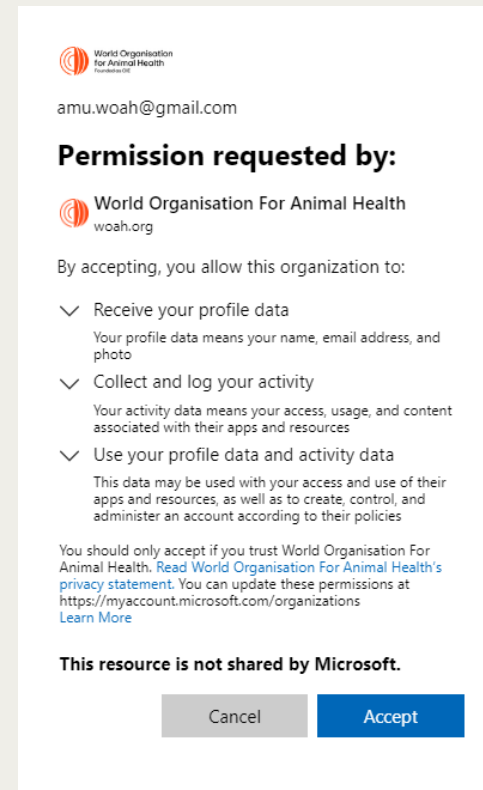 World Organisation
for Animal Health
Founded as OIE
amu.woah@gmail.com
Permission requested by:
World Organisation For Animal Health
woah.org
By accepting, you allow this organization to:
Receive your profile data
Your profile data means your name, email address, and
photo
Collect and log your activity
Your activity data means your access, usage, and content
associated with their apps and resources
Use your profile data and activity data
This data may be used with your access and use of their
apps and resources, as well as to create, control, and
administer an account according to their policies
You should only accept if you trust World Organisation For
Animal Health. Read World Organisation For Animal Health's
privacy statement. You can update these permissions at
https://myaccount.microsoft.com/organizations
Learn More
This resource is not shared by Microsoft.
Cancel
Accept